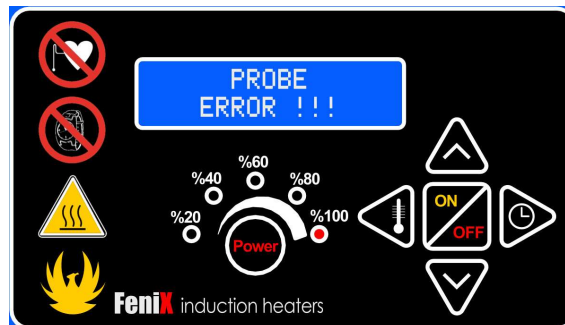 PROBE
ERROR !!!
%60
%40
%80
%20
%100
Power
ON
OFF
FeniX induction heaters